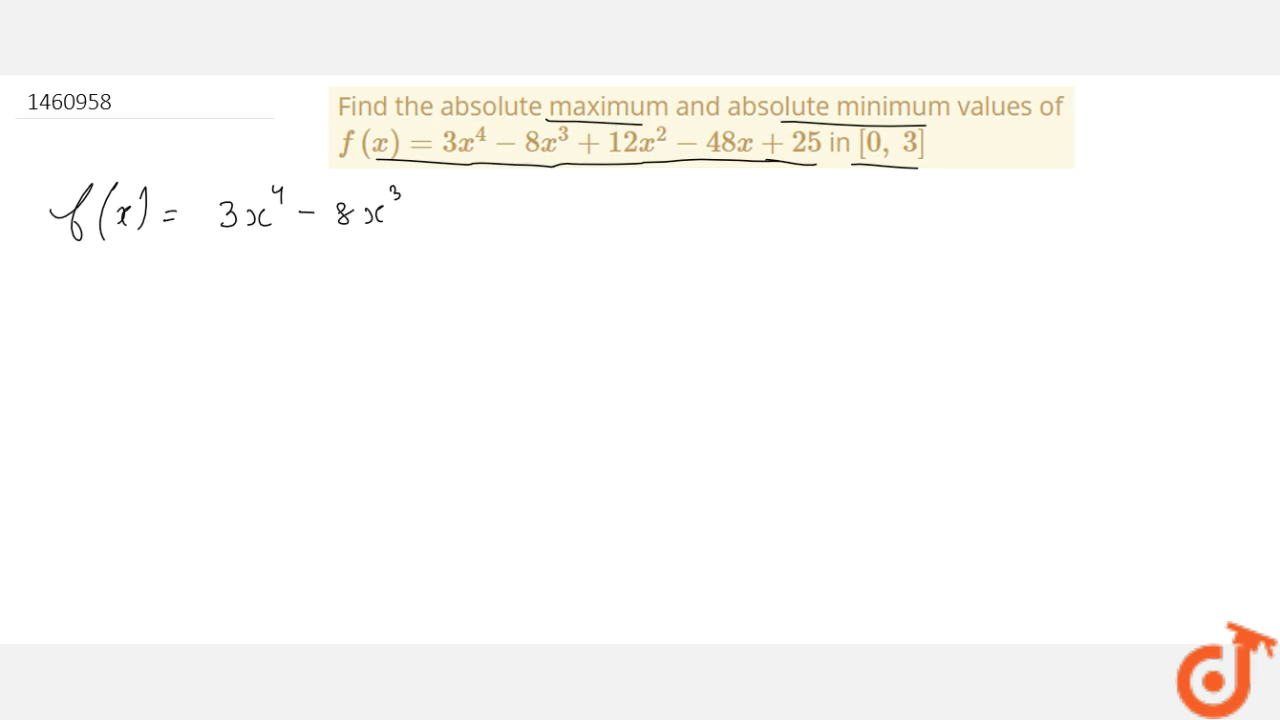 1460958
Find the absolute maximum and absolute minimum values of
f (x) = 3x⁴ − 8x³ + 12x² − 48x + 25 in [0, 3]
f(x) = 3x⁴ − 8x³